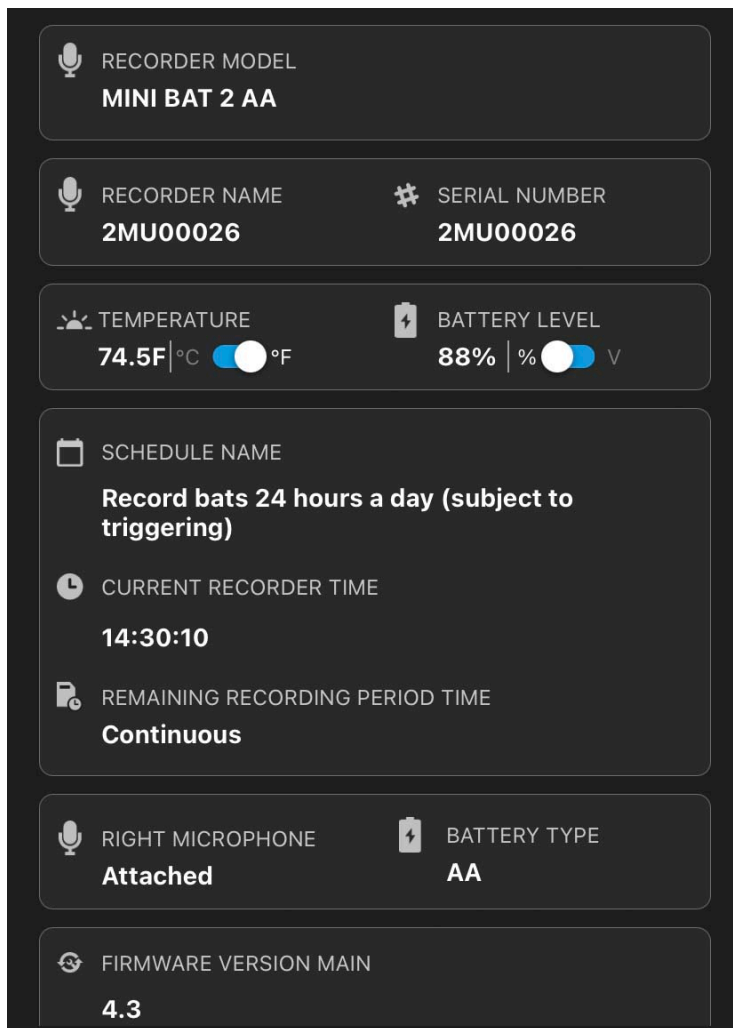 RECORDER MODEL
MINI BAT 2 AA
RECORDER NAME
2MU00026
SERIAL NUMBER
2MU00026
TEMPERATURE
74.5F|°C °F
BATTERY LEVEL
88% | % V
SCHEDULE NAME
Record bats 24 hours a day (subject to
triggering)
CURRENT RECORDER TIME
14:30:10
REMAINING RECORDING PERIOD TIME
Continuous
RIGHT MICROPHONE
Attached
BATTERY TYPE
AA
FIRMWARE VERSION MAIN
4.3